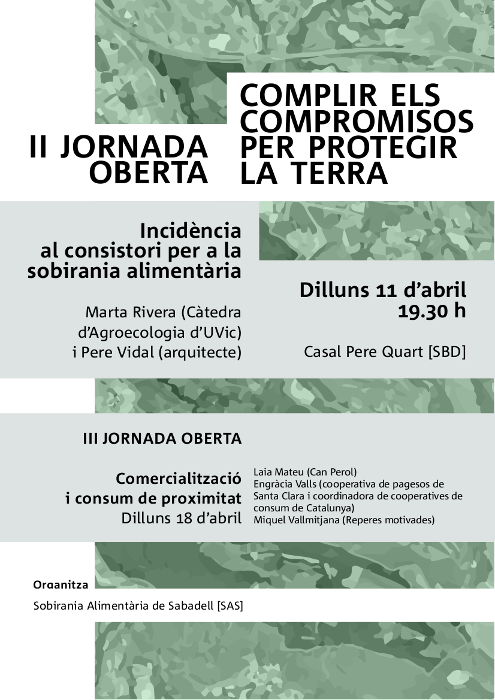 COMPLIR ELS
COMPROMISOS
PER PROTEGIR
LA TERRA
II JORNADA
OBERTA
Incidència
al consistori per a la
sobirania alimentària
Marta Rivera (Càtedra
d'Agroecologia d'UVic)
i Pere Vidal (arquitecte)
Dilluns 11 d'abril
19.30 h
Casal Pere Quart [SBD]
III JORNADA OBERTA
Comercialització
i consum de proximitat
Dilluns 18 d'abril
Laia Mateu (Can Perol)
Engràcia Valls (cooperativa de pagesos de
Santa Clara i coordinadora de cooperatives de
consum de Catalunya)
Miquel Vallmitjana (Reperes motivades)
Organitza
Sobirania Alimentària de Sabadell [SAS]